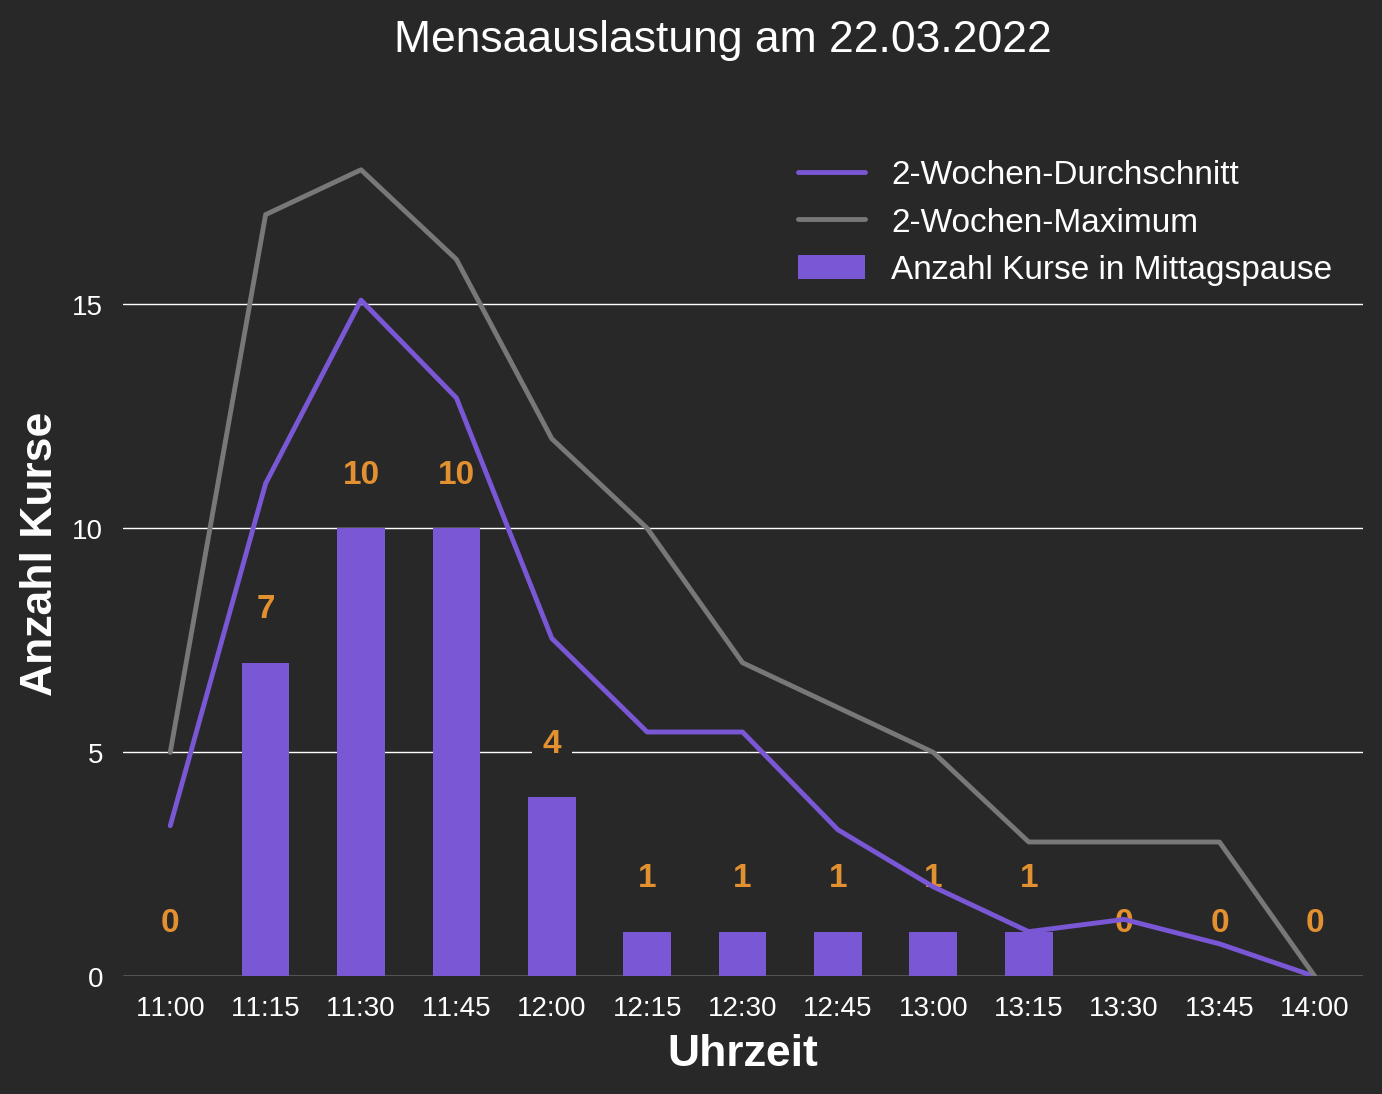 Mensaauslastung am 22.03.2022
2-Wochen-Durchschnitt
2-Wochen-Maximum
Anzahl Kurse in Mittagspause
Anzahl Kurse
15
10
5
0
0
7
10
10
4
1
1
1
1
1
0
0
0
11:00 11:15 11:30 11:45 12:00 12:15 12:30 12:45 13:00 13:15 13:30 13:45 14:00
Uhrzeit